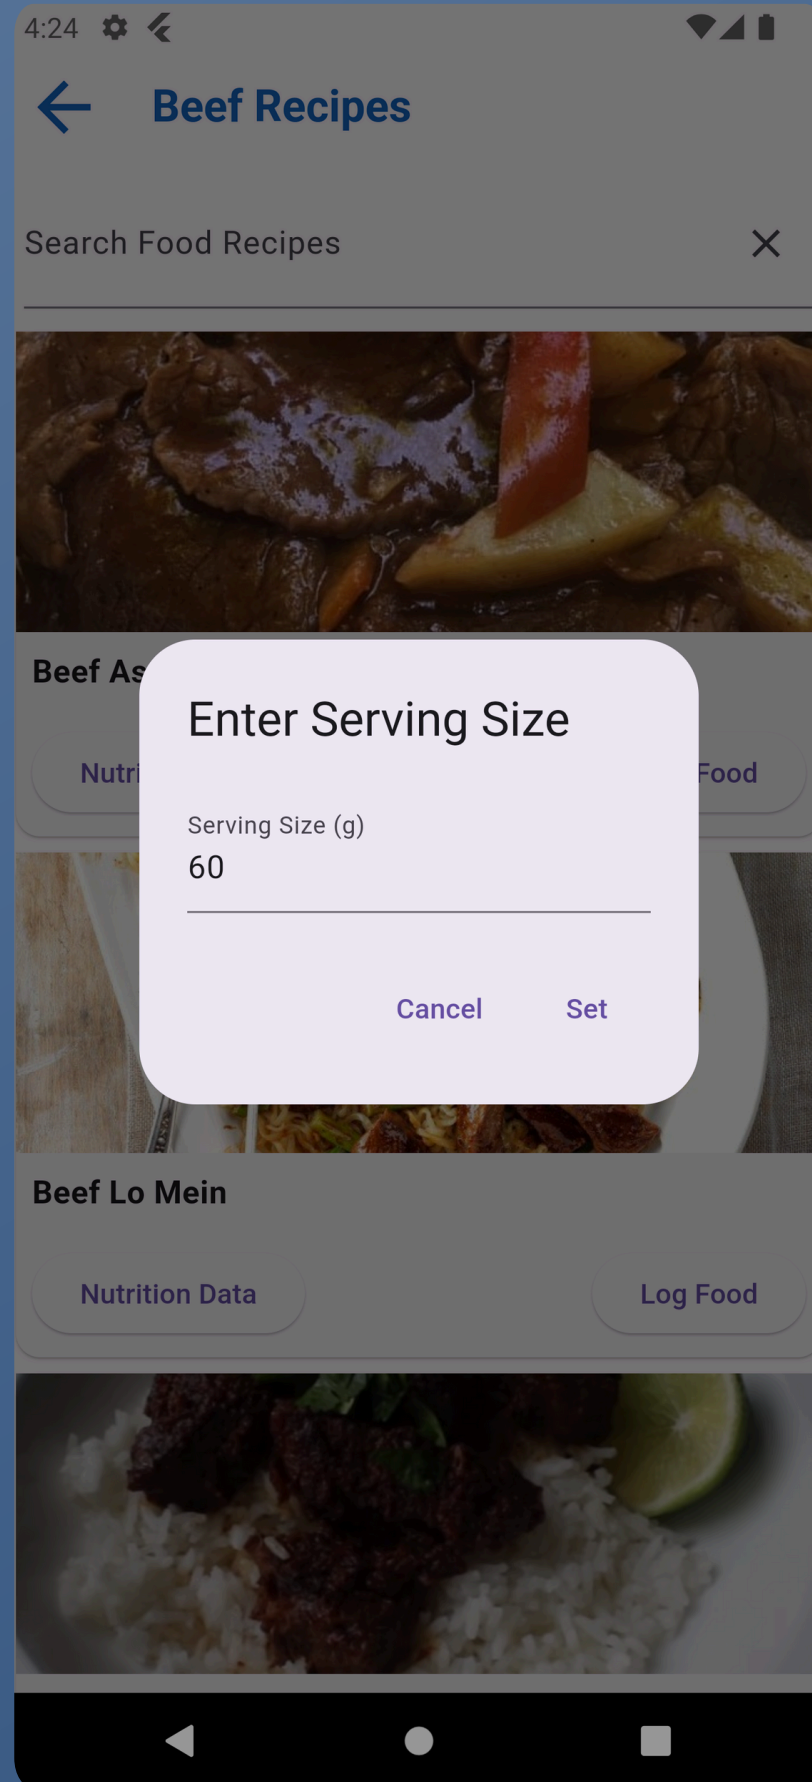 4:24
Beef Recipes
Search Food Recipes
Beef As
Enter Serving Size
Nutri
Food
Serving Size (g)
60
Cancel Set
Beef Lo Mein
Nutrition Data Log Food